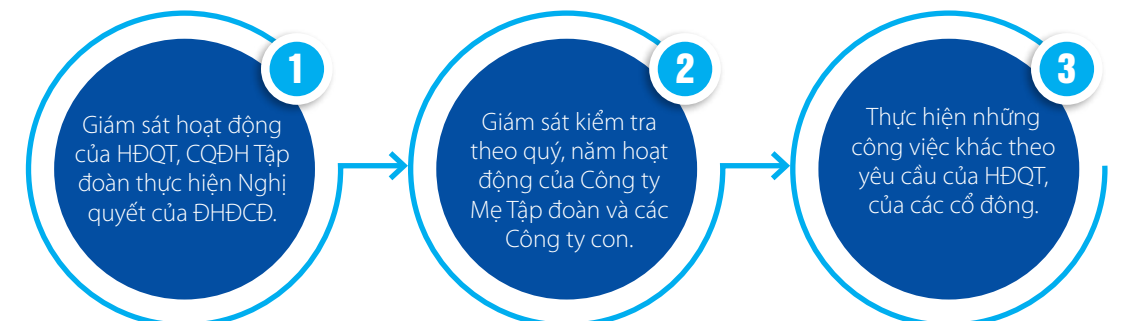 1
Giám sát hoạt động
của HĐQT, CQĐH Tập
đoàn thực hiện Nghị
quyết của ĐHĐCĐ.
2
Giám sát kiểm tra
theo quý, năm hoạt
động của Công ty
Mẹ Tập đoàn và các
Công ty con.
3
Thực hiện những
công việc khác theo
yêu cầu của HĐQT,
của các cổ đông.